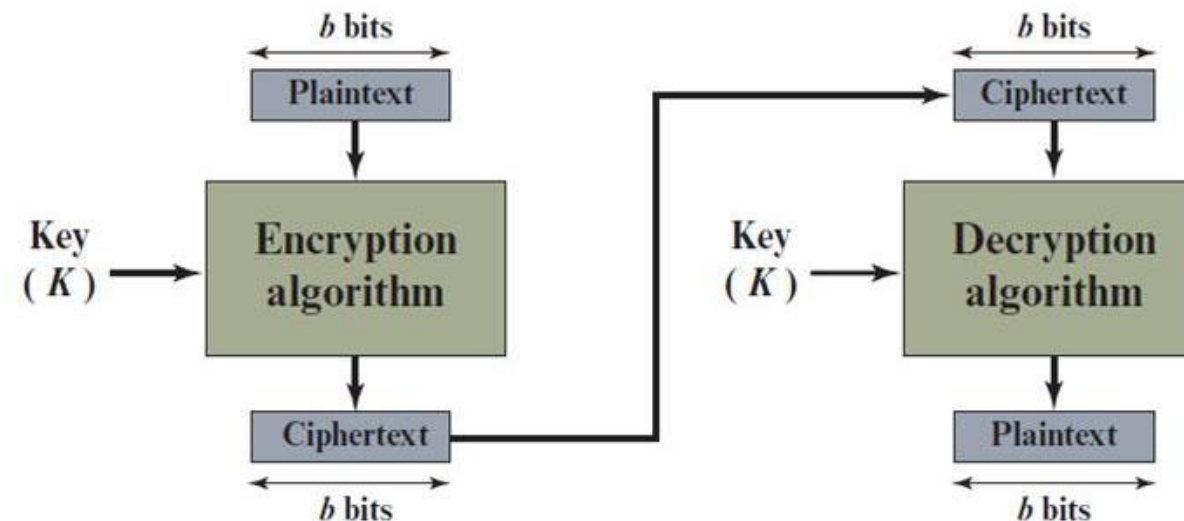 b bits
Plaintext
Key
( K )
Encryption
algorithm
Ciphertext
b bits
b bits
Ciphertext
Key
( K )
Decryption
algorithm
Plaintext
b bits